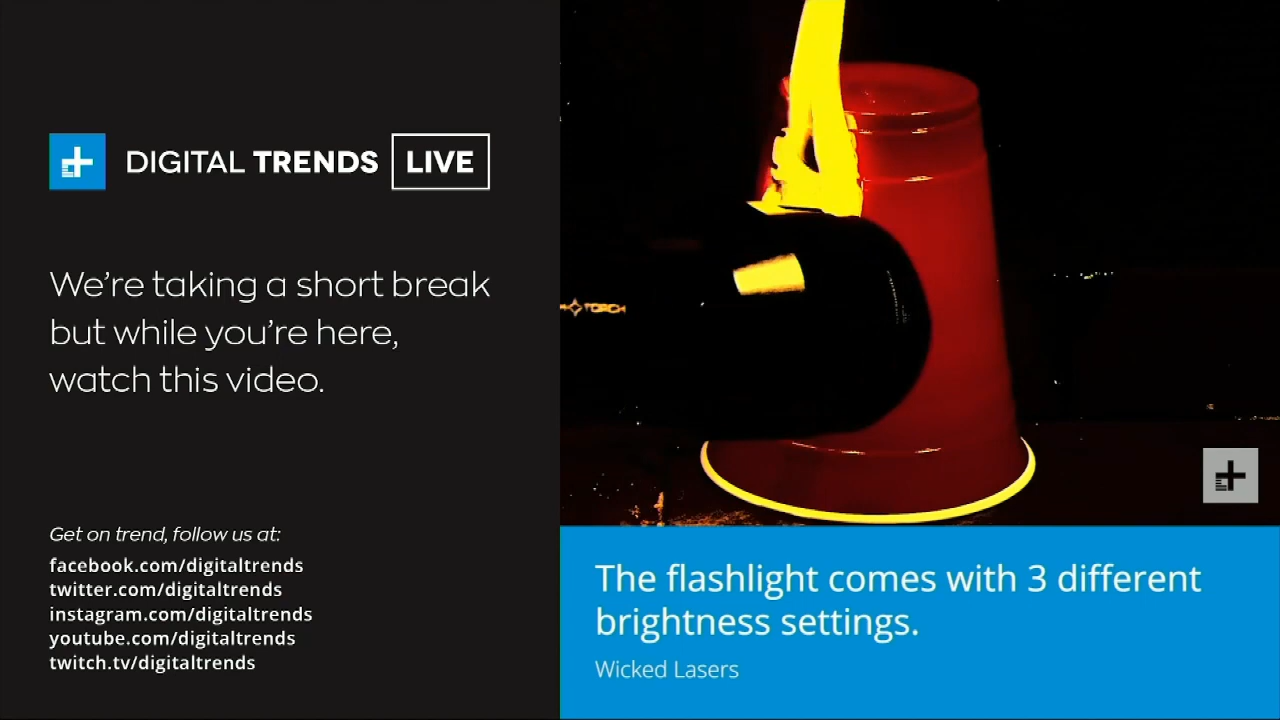 DIGITAL TRENDS LIVE
We're taking a short break
but while you're here,
watch this video.
Get on trend, follow us at:
facebook.com/digitaltrends
twitter.com/digitaltrends
instagram.com/digitaltrends
youtube.com/digitaltrends
twitch.tv/digitaltrends
TORCH
The flashlight comes with 3 different
brightness settings.
Wicked Lasers